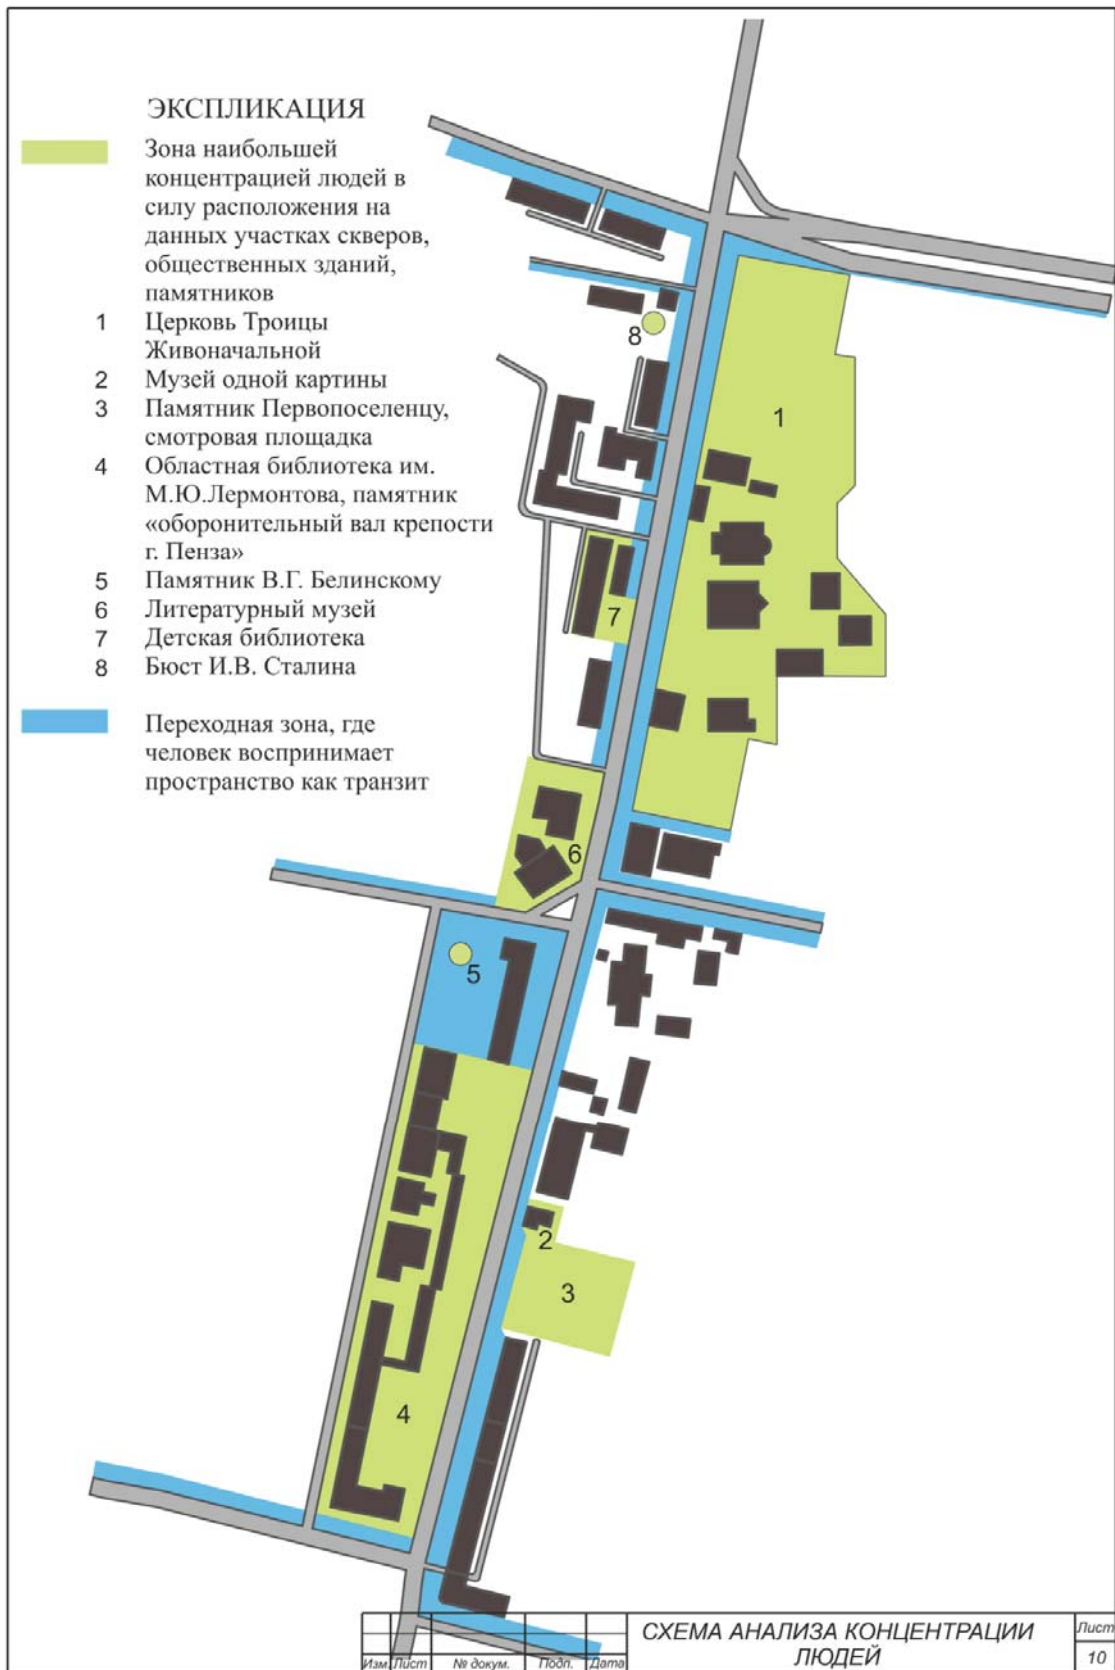 ЭКСПЛИКАЦИЯ
Зона наибольшей
концентрацией людей в
силу расположения на
данных участках скверов,
общественных зданий,
памятников
1 Церковь Троицы
Живоначальной
2 Музей одной картины
3 Памятник Первопоселенцу,
смотровая площадка
4 Областная библиотека им.
М.Ю.Лермонтова, памятник
«оборонительный вал крепости
г. Пенза»
5 Памятник В.Г. Белинскому
6 Литературный музей
7 Детская библиотека
8 Бюст И.В. Сталина
Переходная зона, где
человек воспринимает
пространство как транзит
8
1
7
6
5
2
3
4
СХЕМА АНАЛИЗА КОНЦЕНТРАЦИИ
ЛЮДЕЙ
Лист
10
Изм. Лист № докум. Подп. Дата